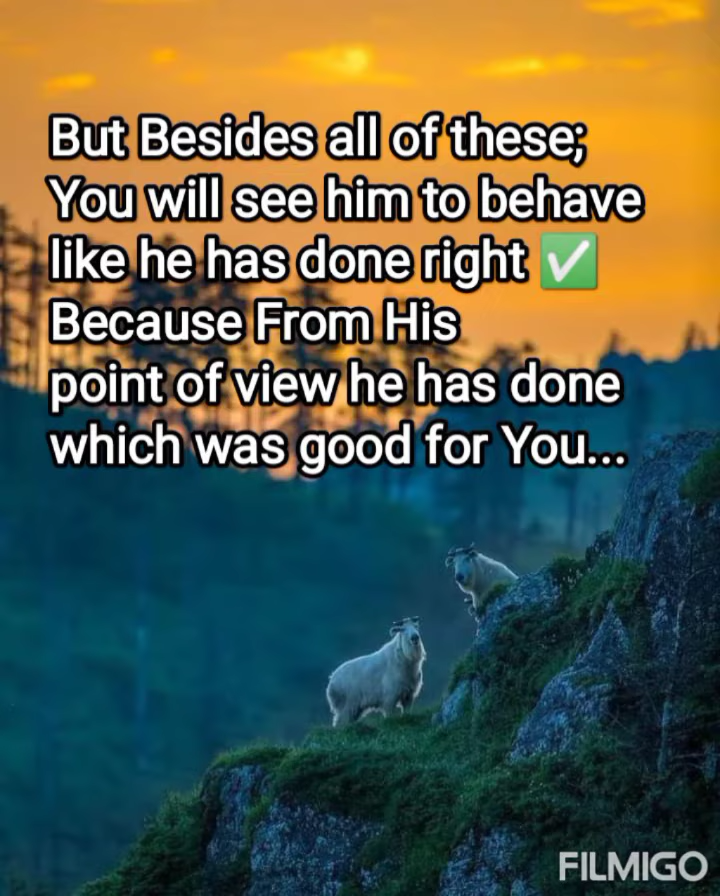 But Besides all of these;
You will see him to behave
like he has done right ✅
Because From His
point of view he has done
which was good for You...
FILMIGO